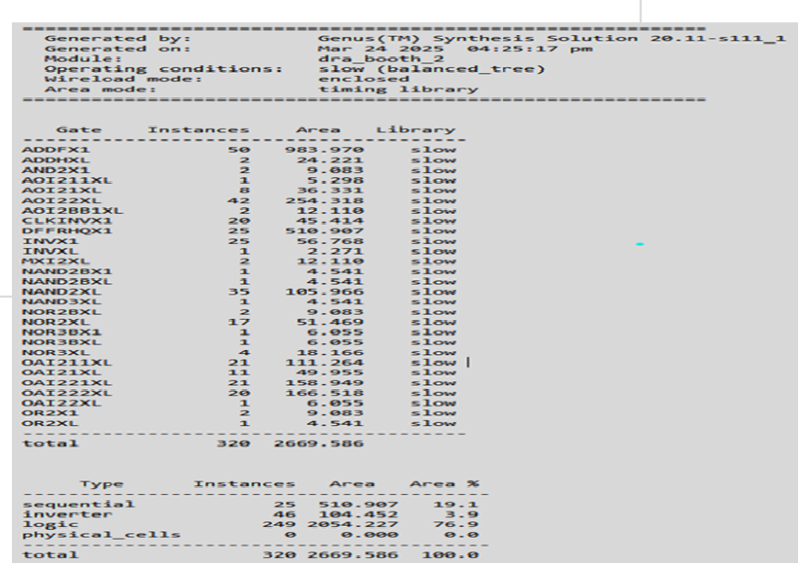 Generated by: Genus(TM) Synthesis Solution 20.11-s111_1
Generated on: Mar 24 2025 04:25:17 pm
Module: dra_booth_2
Operating conditions: slow (balanced_tree)
Wireload mode: enclosed
Area mode: timing library
Gate Instances Area Library
ADDFX1 50 983.970 slow
ADDHXL 2 24.221 slow
AND2X1 2 9.083 slow
AOI211XL 1 5.298 slow
AOI21XL 8 36.331 slow
AOI22XL 42 254.318 slow
AOI2BB1XL 2 12.110 slow
CLKINVX1 20 45.414 slow
DFFRHQX1 25 510.907 slow
INVX1 25 56.768 slow
INVXL 1 2.271 slow
MXI2XL 2 12.110 slow
NAND2BX1 1 4.541 slow
NAND2BXL 1 4.541 slow
NAND2XL 35 105.966 slow
NAND3XL 1 4.541 slow
NOR2BXL 2 9.083 slow
NOR2XL 17 51.469 slow
NOR3BX1 1 6.055 slow
NOR3BXL 1 6.055 slow
NOR3XL 4 18.166 slow
OAI211XL 21 111.264 slow
OAI21XL 11 49.955 slow
OAI221XL 21 158.949 slow
OAI222XL 20 166.518 slow
OAI22XL 1 6.055 slow
OR2X1 2 9.083 slow
OR2XL 1 4.541 slow
total 320 2669.586
Type Instances Area Area %
sequential 25 510.907 19.1
inverter 46 104.452 3.9
logic 249 2054.227 76.9
physical_cells 0 0.000 0.0
total 320 2669.586 100.0